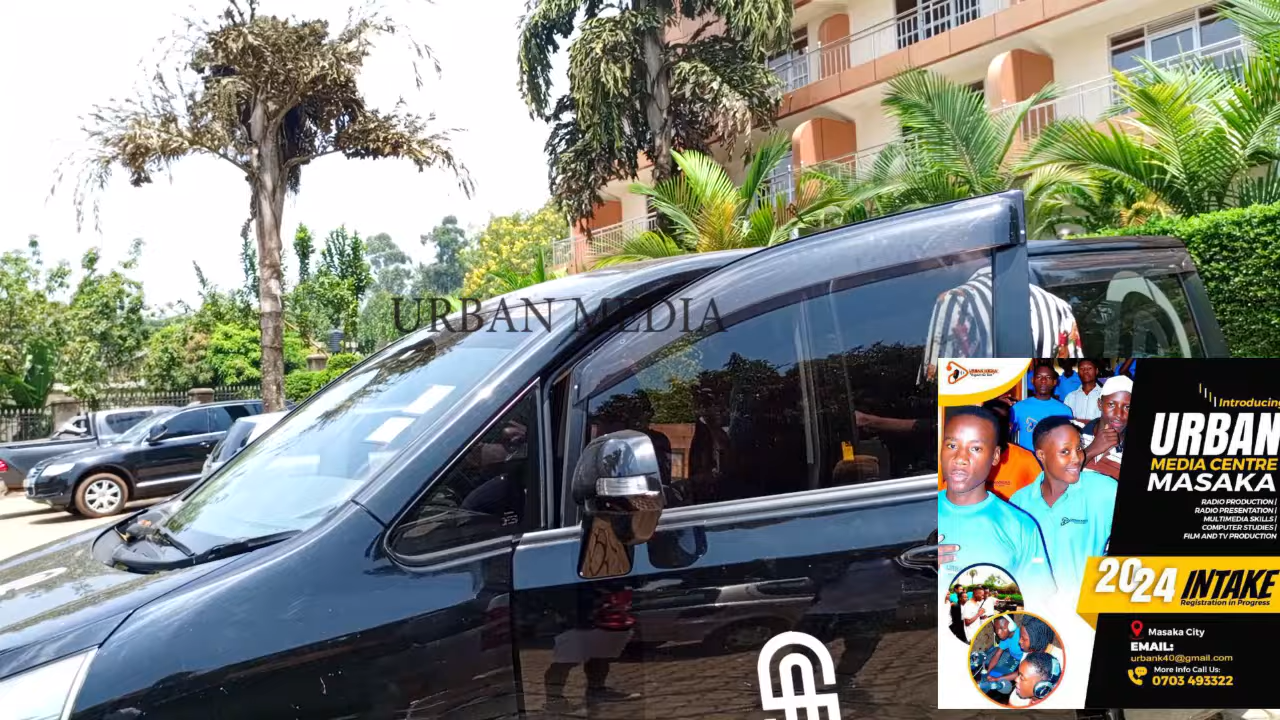 URBAN MEDIA
Introducing
URBAN
MEDIA CENTRE
MASAKA
RADIO PRODUCTION|
RADIO PRESENTATION|
MULTIMEDIA SKILLS|
COMPUTER STUDIES|
FILM AND TV PRODUCTION
2024 INTAKE
Registration in Progress
Masaka City
EMAIL:
urbank40@gmail.com
More Info Call Us:
0703 493322